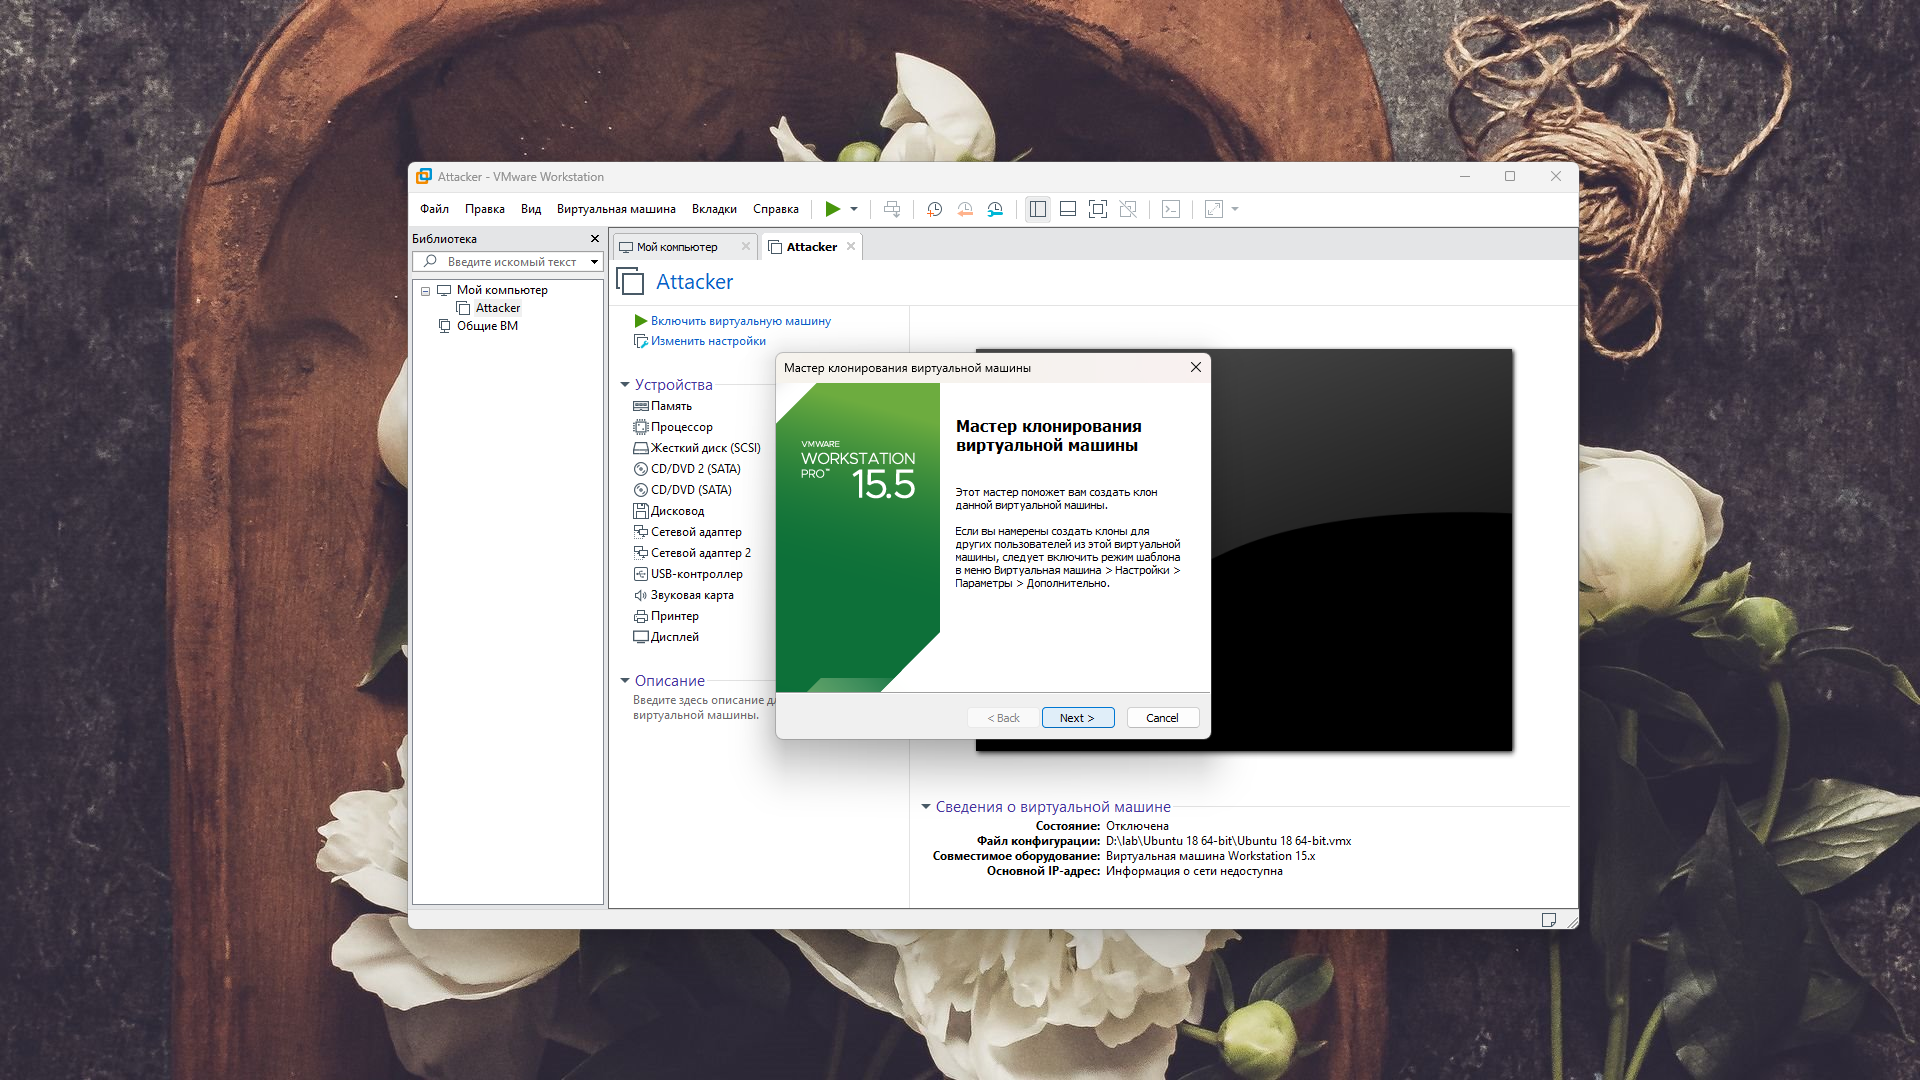 Attacker - VMware Workstation
Файл Правка Вид Виртуальная машина Вкладки Справка
Библиотека
Введите искомый текст
Мой компьютер
Attacker
Общие ВМ
Мой компьютер
Attacker
Attacker
Включить виртуальную машину
Изменить настройки
Устройства
Память
Процессор
Жесткий диск (SCSI)
CD/DVD 2 (SATA)
CD/DVD (SATA)
Дисковод
Сетевой адаптер
Сетевой адаптер 2
USB-контроллер
Звуковая карта
Принтер
Дисплей
Описание
Введите здесь описание
виртуальной машины.
Мастер клонирования виртуальной машины
VMWARE
WORKSTATION
PRO™ 15.5
Мастер клонирования
виртуальной машины
Этот мастер поможет вам создать клон
данной виртуальной машины.
Если вы намерены создать клоны для
других пользователей из этой виртуальной
машины, следует включить режим шаблона
в меню Виртуальная машина > Настройки >
Параметры > Дополнительно.
< Back Next > Cancel
Сведения о виртуальной машине
Состояние: Отключена
Файл конфигурации: D:\lab\Ubuntu 18 64-bit\Ubuntu 18 64-bit.vmx
Совместимое оборудование: Виртуальная машина Workstation 15.x
Основной IP-адрес: Информация о сети недоступна